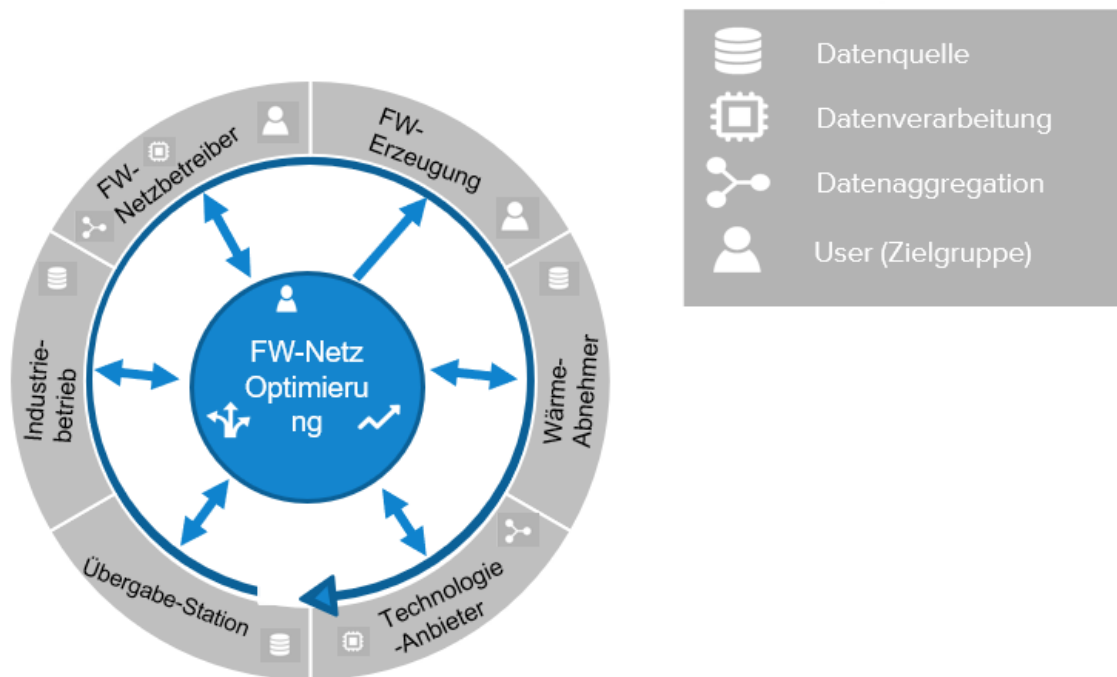 FW-
Netzbetreiber
FW-
Erzeugung
Industrie-
betrieb
FW-Netz
Optimieru
ng
Wärme-
Abnehmer
Übergabe-Station
Technologie
-Anbieter
Datenquelle
Datenverarbeitung
Datenaggregation
User (Zielgruppe)